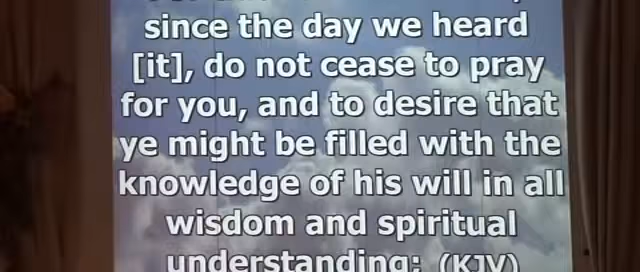 since the day we heard
[it], do not cease to pray
for you, and to desire that
ye might be filled with the
knowledge of his will in all
wisdom and spiritual
understanding: (KJV)